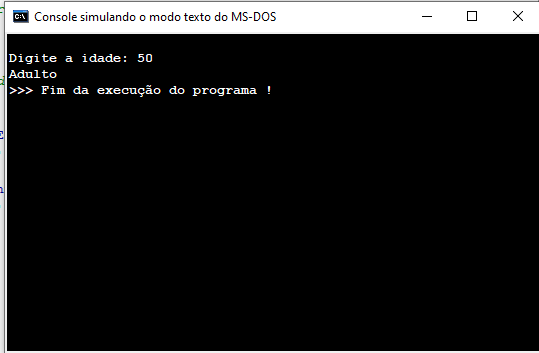 Console simulando o modo texto do MS-DOS
Digite a idade: 50
Adulto
>>> Fim da execução do programa !